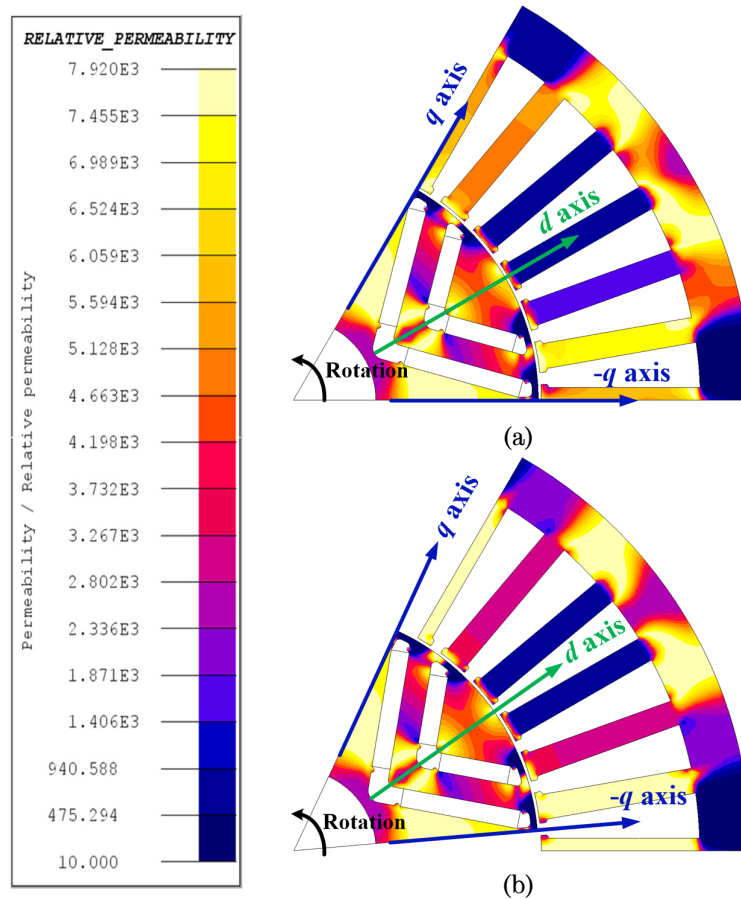 RELATIVE_PERMEABILITY
7.920E3
7.455E3
6.989E3
6.524E3
6.059E3
5.594E3
5.128E3
4.663E3
4.198E3
3.732E3
3.267E3
2.802E3
2.336E3
1.871E3
1.406E3
940.588
475.294
10.000
Permeability / Relative permeability
q axis
d axis
Rotation
-q axis
(a)
q axis
d axis
Rotation
-q axis
(b)